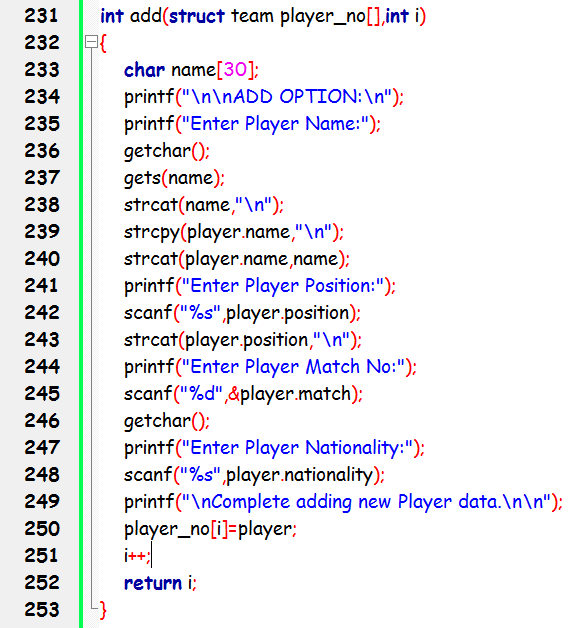 231 int add(struct team player_no[],int i)
232 {
233 char name[30];
234 printf("\n\nADD OPTION:\n");
235 printf("Enter Player Name:");
236 getchar();
237 gets(name);
238 strcat(name,"\n");
239 strcpy(player.name,"\n");
240 strcat(player.name,name);
241 printf("Enter Player Position:");
242 scanf("%s",player.position);
243 strcat(player.position,"\n");
244 printf("Enter Player Match No:");
245 scanf("%d",&player.match);
246 getchar();
247 printf("Enter Player Nationality:");
248 scanf("%s",player.nationality);
249 printf("\nComplete adding new Player data.\n\n");
250 player_no[i]=player;
251 i++;
252 return i;
253 }